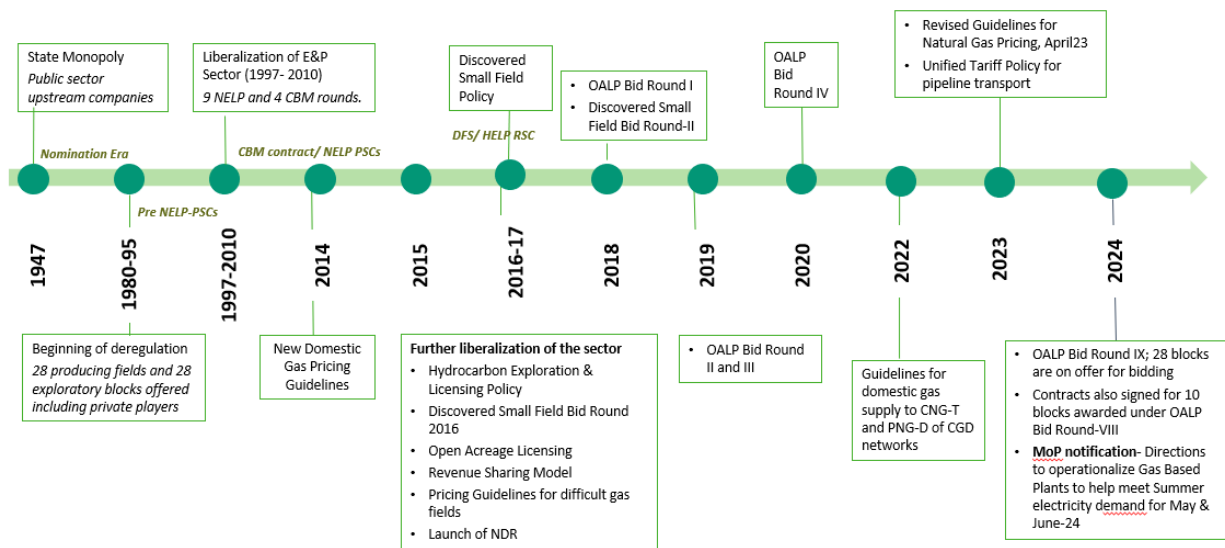 State Monopoly
Public sector
upstream companies
Liberalization of E&P
Sector (1997- 2010)
9 NELP and 4 CBM rounds.
Discovered
Small Field
Policy
• OALP Bid Round I
• Discovered Small
Field Bid Round-II
OALP
Bid
Round IV
• Revised Guidelines for
Natural Gas Pricing, April23
• Unified Tariff Policy for
pipeline transport
Nomination Era
CBM contract/ NELP PSCs
DFS/ HELP RSC
Pre NELP-PSCs
1947
1980-95
1997-2010
2014
2015
2016-17
2018
2019
2020
2022
2023
2024
Beginning of deregulation
28 producing fields and 28
exploratory blocks offered
including private players
New Domestic
Gas Pricing
Guidelines
Further liberalization of the sector
• Hydrocarbon Exploration &
Licensing Policy
• Discovered Small Field Bid Round
2016
• Open Acreage Licensing
• Revenue Sharing Model
• Pricing Guidelines for difficult gas
fields
• Launch of NDR
• OALP Bid Round
II and III
Guidelines for
domestic gas
supply to CNG-T
and PNG-D of CGD
networks
• OALP Bid Round IX; 28 blocks
are on offer for bidding
• Contracts also signed for 10
blocks awarded under OALP
Bid Round-VIII
• MoP notification- Directions
to operationalize Gas Based
Plants to help meet Summer
electricity demand for May &
June-24